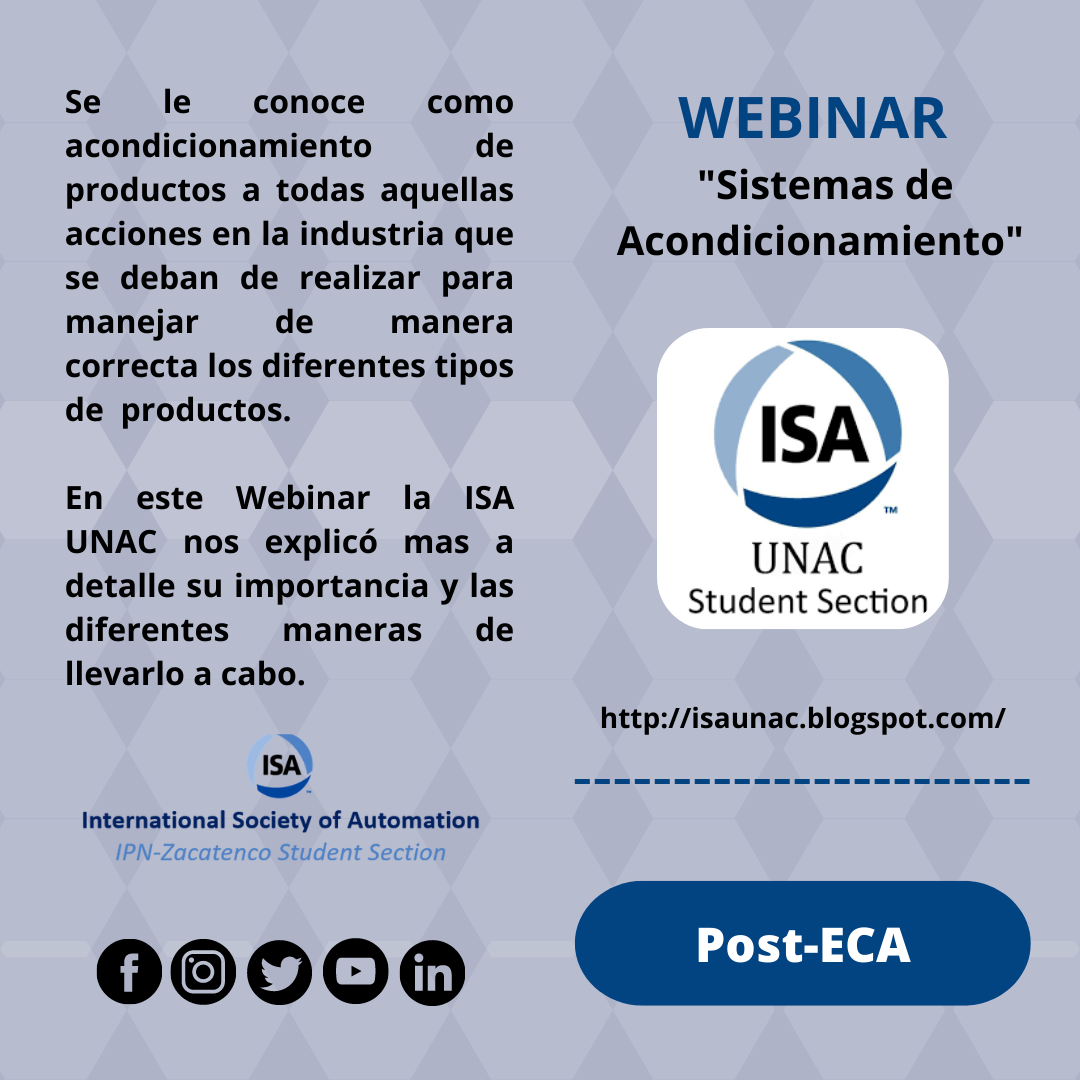 Se le conoce como
acondicionamiento de
productos a todas aquellas
acciones en la industria que
se deban de realizar para
manejar de manera
correcta los diferentes tipos
de productos.
En este Webinar la ISA
UNAC nos explicó mas a
detalle su importancia y las
diferentes maneras de
llevarlo a cabo.
ISA
™
International Society of Automation
IPN-Zacatenco Student Section
WEBINAR
"Sistemas de
Acondicionamiento"
ISA
™
UNAC
Student Section
http://isaunac.blogspot.com/
Post-ECA